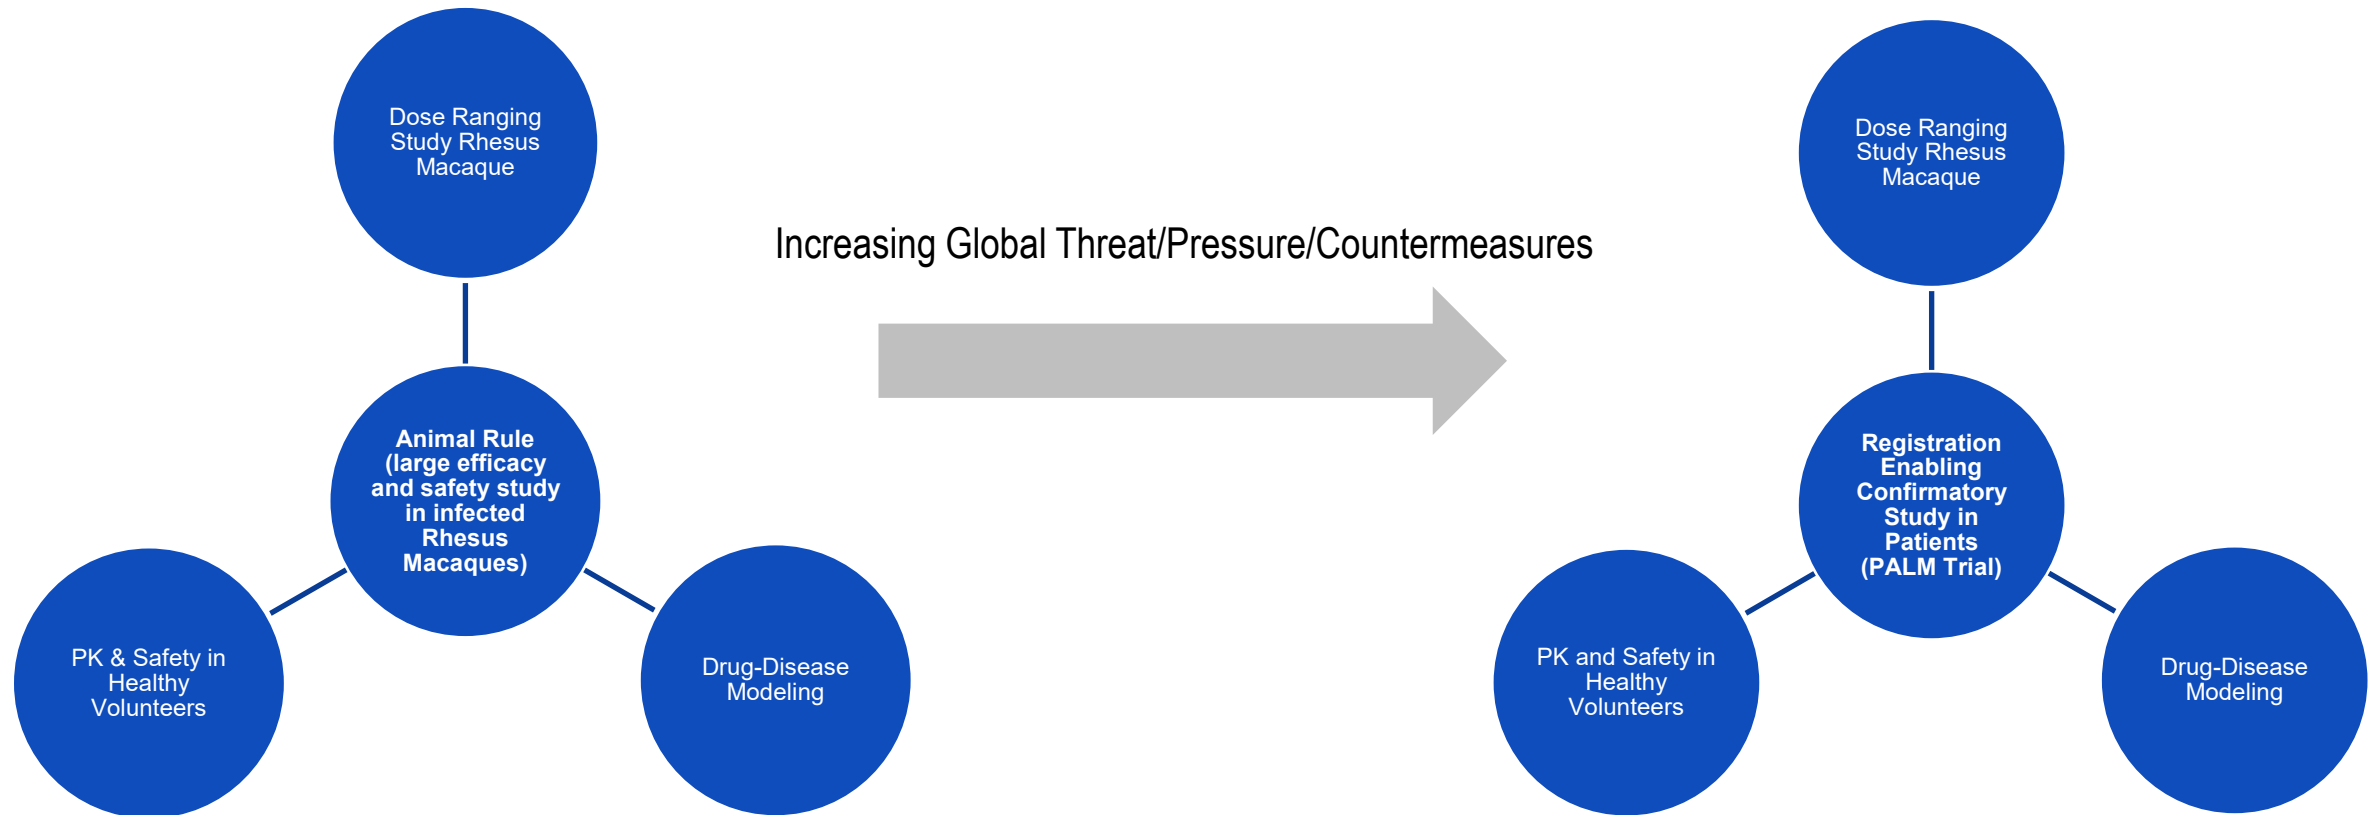 Dose Ranging
Study Rhesus
Macaque
Animal Rule
(large efficacy
and safety study
in infected
Rhesus
Macaques)
PK & Safety in
Healthy
Volunteers
Drug-Disease
Modeling
Increasing Global Threat/Pressure/Countermeasures
Dose Ranging
Study Rhesus
Macaque
Registration
Enabling
Confirmatory
Study in
Patients
(PALM Trial)
PK and Safety in
Healthy
Volunteers
Drug-Disease
Modeling